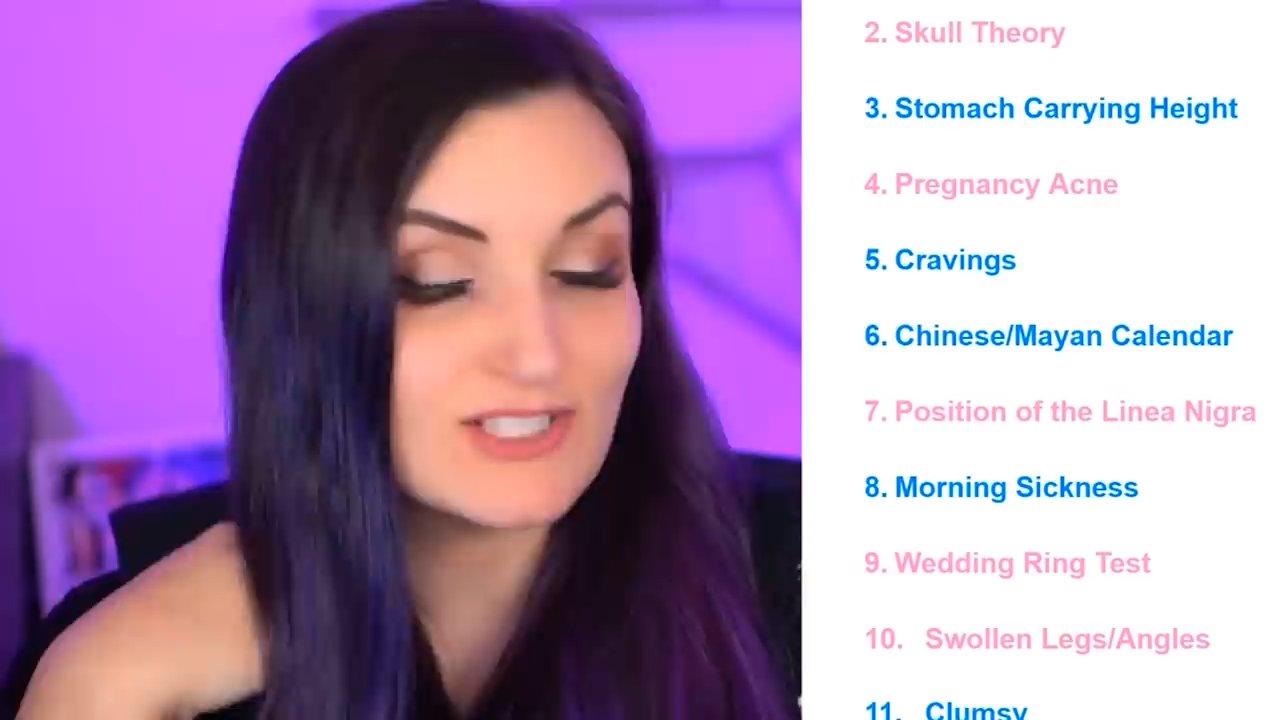 2. Skull Theory
3. Stomach Carrying Height
4. Pregnancy Acne
5. Cravings
6. Chinese/Mayan Calendar
7. Position of the Linea Nigra
8. Morning Sickness
9. Wedding Ring Test
10. Swollen Legs/Angles
11. Clumsy